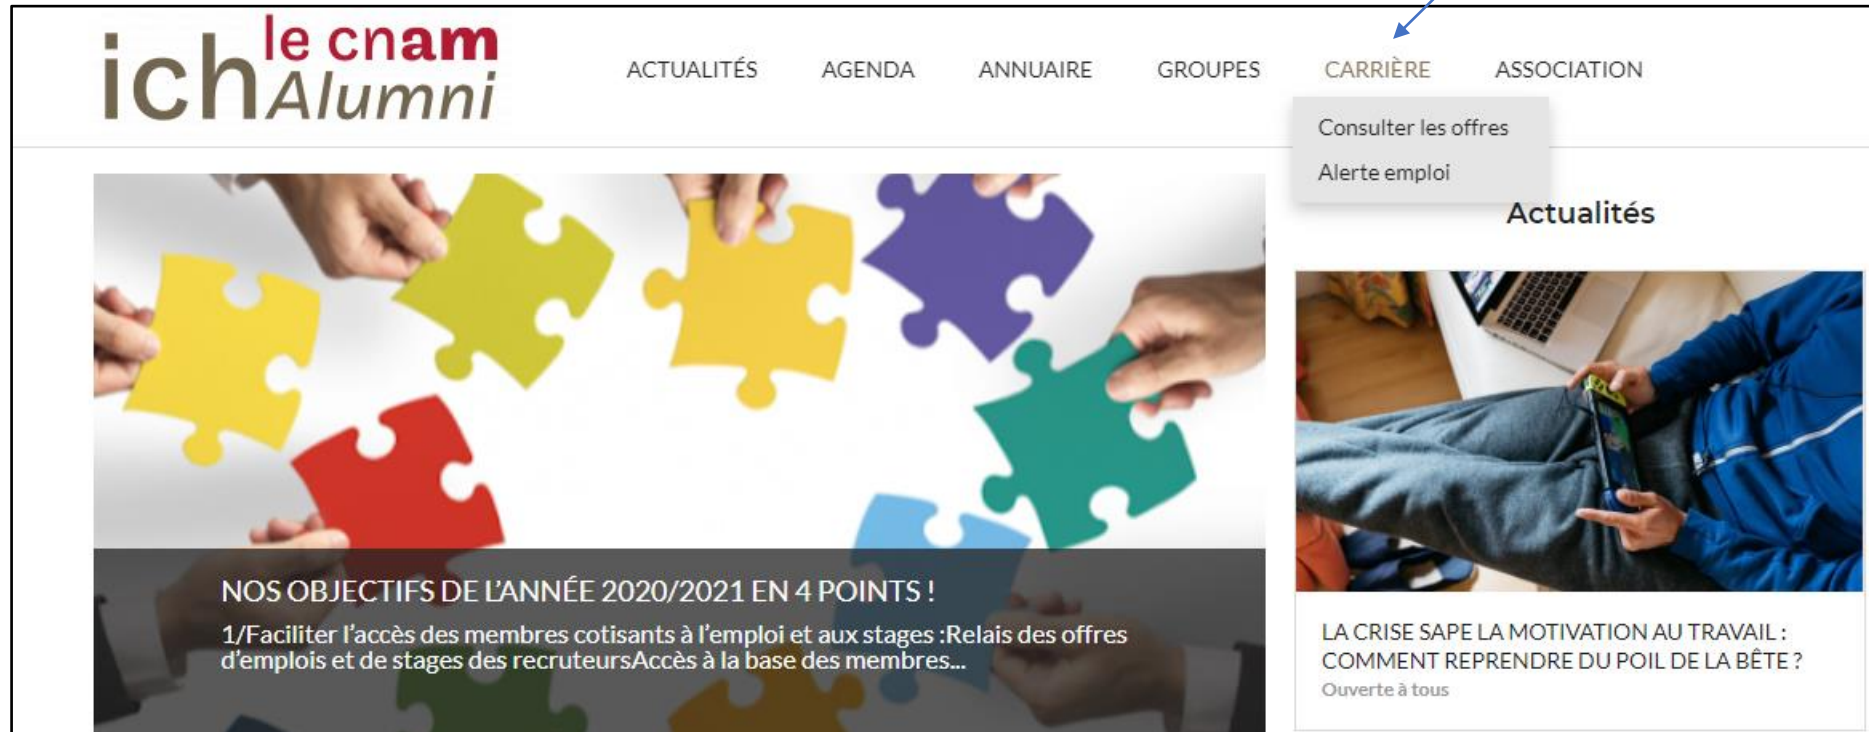 le cnam
ich Alumni
ACTUALITÉS
AGENDA
ANNUAIRE
GROUPES
CARRIÈRE
ASSOCIATION
Consulter les offres
Alerte emploi
NOS OBJECTIFS DE L’ANNÉE 2020/2021 EN 4 POINTS !
1/Faciliter l’accès des membres cotisants à l’emploi et aux stages :Relais des offres
d’emplois et de stages des recruteursAccès à la base des membres...
Actualités
LA CRISE SAPE LA MOTIVATION AU TRAVAIL :
COMMENT REPRENDRE DU POIL DE LA BÊTE ?
Ouverte à tous